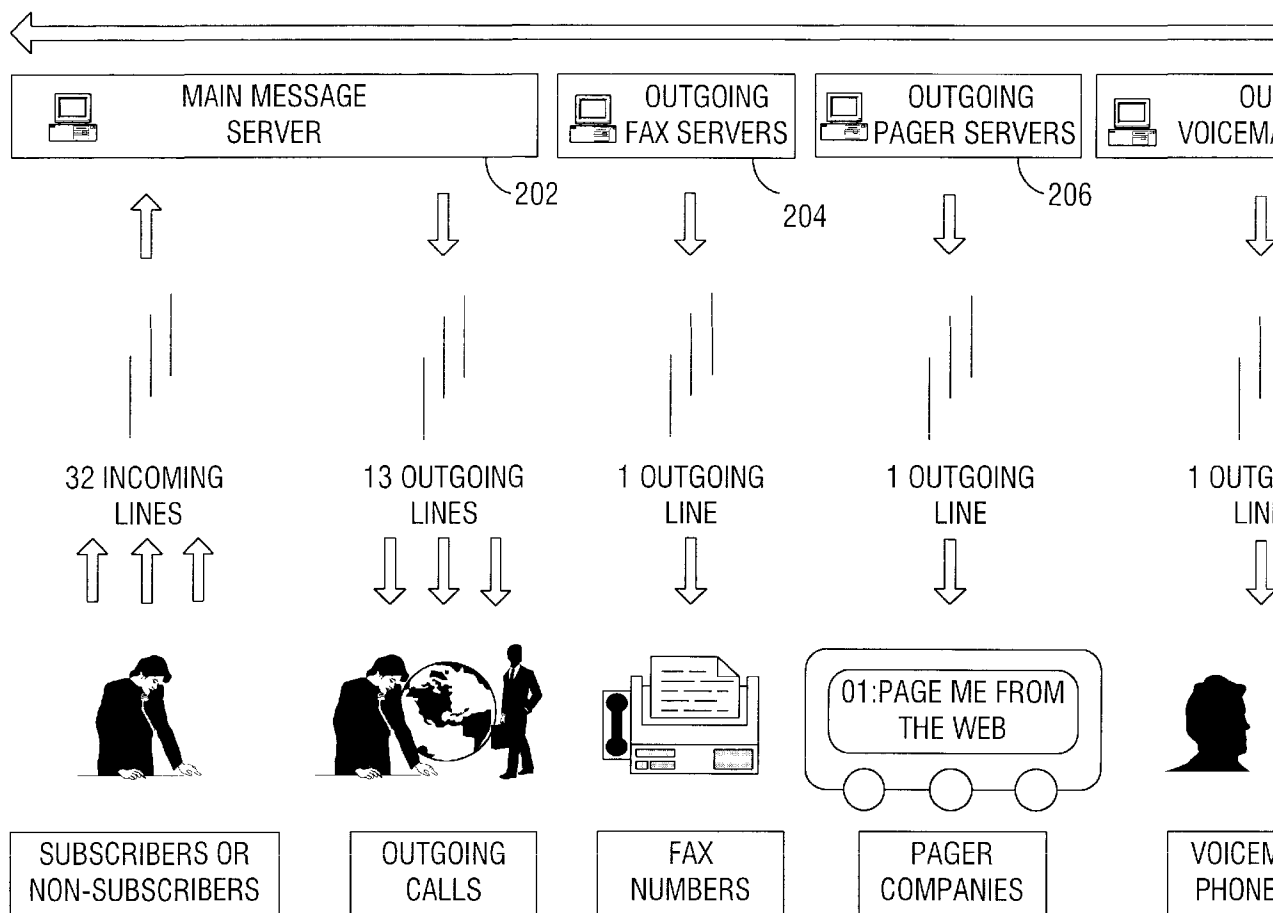 MAIN MESSAGE
SERVER
OUTGOING
FAX SERVERS
OUTGOING
PAGER SERVERS
202
204
206
32 INCOMING
LINES
13 OUTGOING
LINES
1 OUTGOING
LINE
1 OUTGOING
LINE
1
01:PAGE ME FROM
THE WEB
SUBSCRIBERS OR
NON-SUBSCRIBERS
OUTGOING
CALLS
FAX
NUMBERS
PAGER
COMPANIES